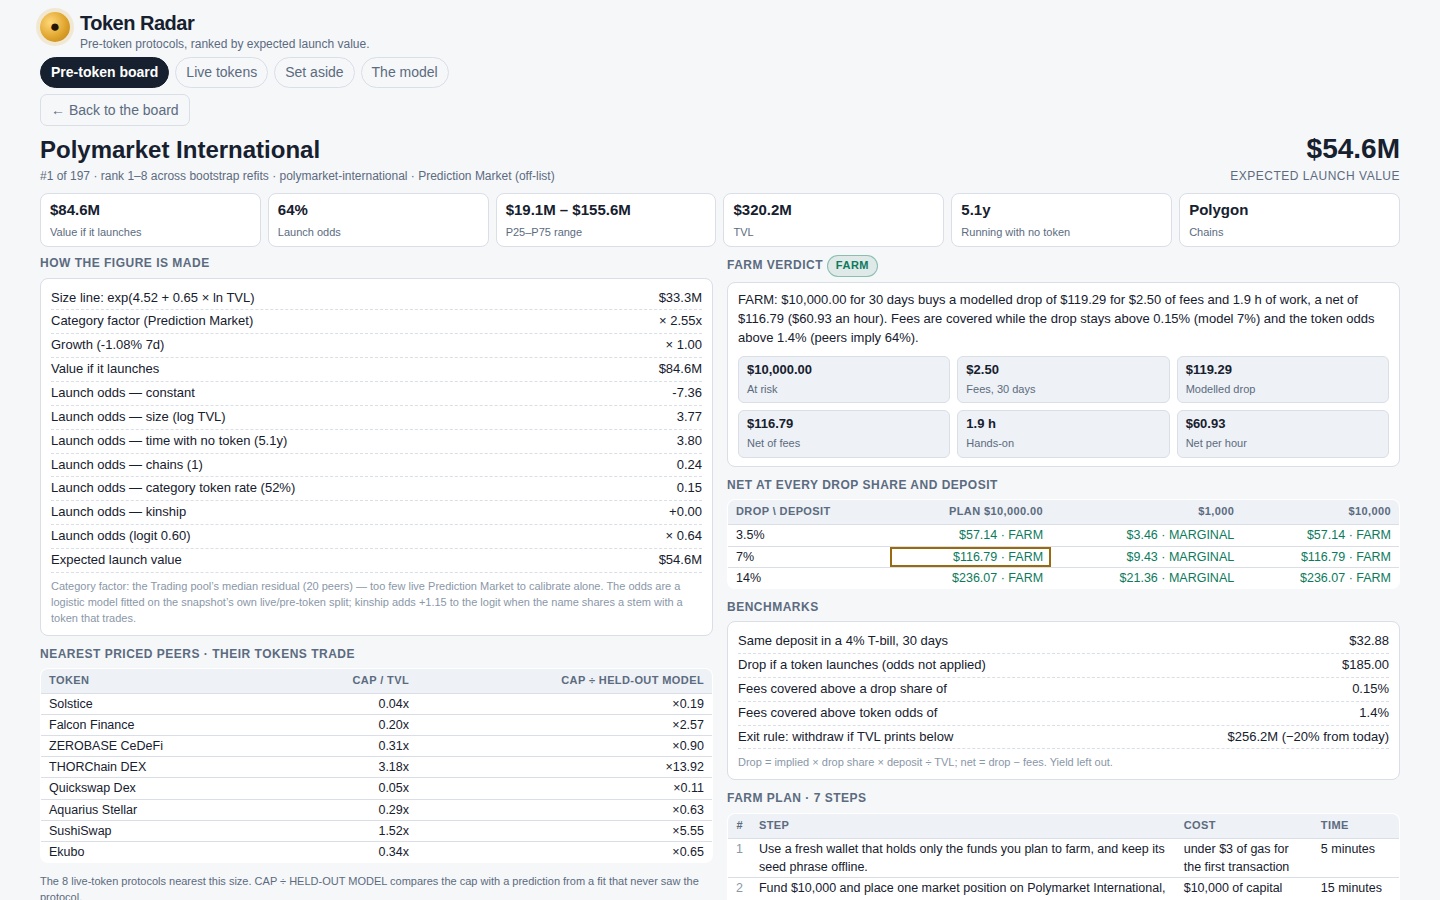 Token Radar
Pre-token protocols, ranked by expected launch value.
Pre-token board
Live tokens
Set aside
The model
← Back to the board
Polymarket International
$54.6M
#1 of 197 · rank 1–8 across bootstrap refits · polymarket-international · Prediction Market (off-list)
EXPECTED LAUNCH VALUE
$84.6M
Value if it launches
64%
Launch odds
$19.1M – $155.6M
P25–P75 range
$320.2M
TVL
5.1y
Running with no token
Polygon
Chains
HOW THE FIGURE IS MADE
Size line: exp(4.52 + 0.65 × ln TVL) $33.3M
Category factor (Prediction Market) × 2.55x
Growth (-1.08% 7d) × 1.00
Value if it launches $84.6M
Launch odds — constant -7.36
Launch odds — size (log TVL) 3.77
Launch odds — time with no token (5.1y) 3.80
Launch odds — chains (1) 0.24
Launch odds — category token rate (52%) 0.15
Launch odds — kinship +0.00
Launch odds (logit 0.60) × 0.64
Expected launch value $54.6M
Category factor: the Trading pool's median residual (20 peers) — too few live Prediction Market to calibrate alone. The odds are a
logistic model fitted on the snapshot's own live/pre-token split; kinship adds +1.15 to the logit when the name shares a stem with a
token that trades.
NEAREST PRICED PEERS · THEIR TOKENS TRADE
TOKEN CAP / TVL CAP ÷ HELD-OUT MODEL
Solstice 0.04x ×0.19
Falcon Finance 0.20x ×2.57
ZEROBASE CeDeFi 0.31x ×0.90
THORChain DEX 3.18x ×13.92
Quickswap Dex 0.05x ×0.11
Aquarius Stellar 0.29x ×0.63
SushiSwap 1.52x ×5.55
Ekubo 0.34x ×0.65
The 8 live-token protocols nearest this size. CAP ÷ HELD-OUT MODEL compares the cap with a prediction from a fit that never saw the
protocol.
FARM VERDICT FARM
FARM: $10,000.00 for 30 days buys a modelled drop of $119.29 for $2.50 of fees and 1.9 h of work, a net of
$116.79 ($60.93 an hour). Fees are covered while the drop stays above 0.15% (model 7%) and the token odds
above 1.4% (peers imply 64%).
$10,000.00
At risk
$2.50
Fees, 30 days
$119.29
Modelled drop
$116.79
Net of fees
1.9 h
Hands-on
$60.93
Net per hour
NET AT EVERY DROP SHARE AND DEPOSIT
DROP \ DEPOSIT PLAN $10,000.00 $1,000 $10,000
3.5% $57.14 · FARM $3.46 · MARGINAL $57.14 · FARM
7% $116.79 · FARM $9.43 · MARGINAL $116.79 · FARM
14% $236.07 · FARM $21.36 · MARGINAL $236.07 · FARM
BENCHMARKS
Same deposit in a 4% T-bill, 30 days $32.88
Drop if a token launches (odds not applied) $185.00
Fees covered above a drop share of 0.15%
Fees covered above token odds of 1.4%
Exit rule: withdraw if TVL prints below $256.2M (−20% from today)
Drop = implied × drop share × deposit ÷ TVL; net = drop − fees. Yield left out.
FARM PLAN · 7 STEPS
# STEP COST TIME
1 Use a fresh wallet that holds only the funds you plan to farm, and keep its under $3 of gas for 5 minutes
seed phrase offline. the first transaction
2 Fund $10,000 and place one market position on Polymarket International, $10,000 of capital 15 minutes